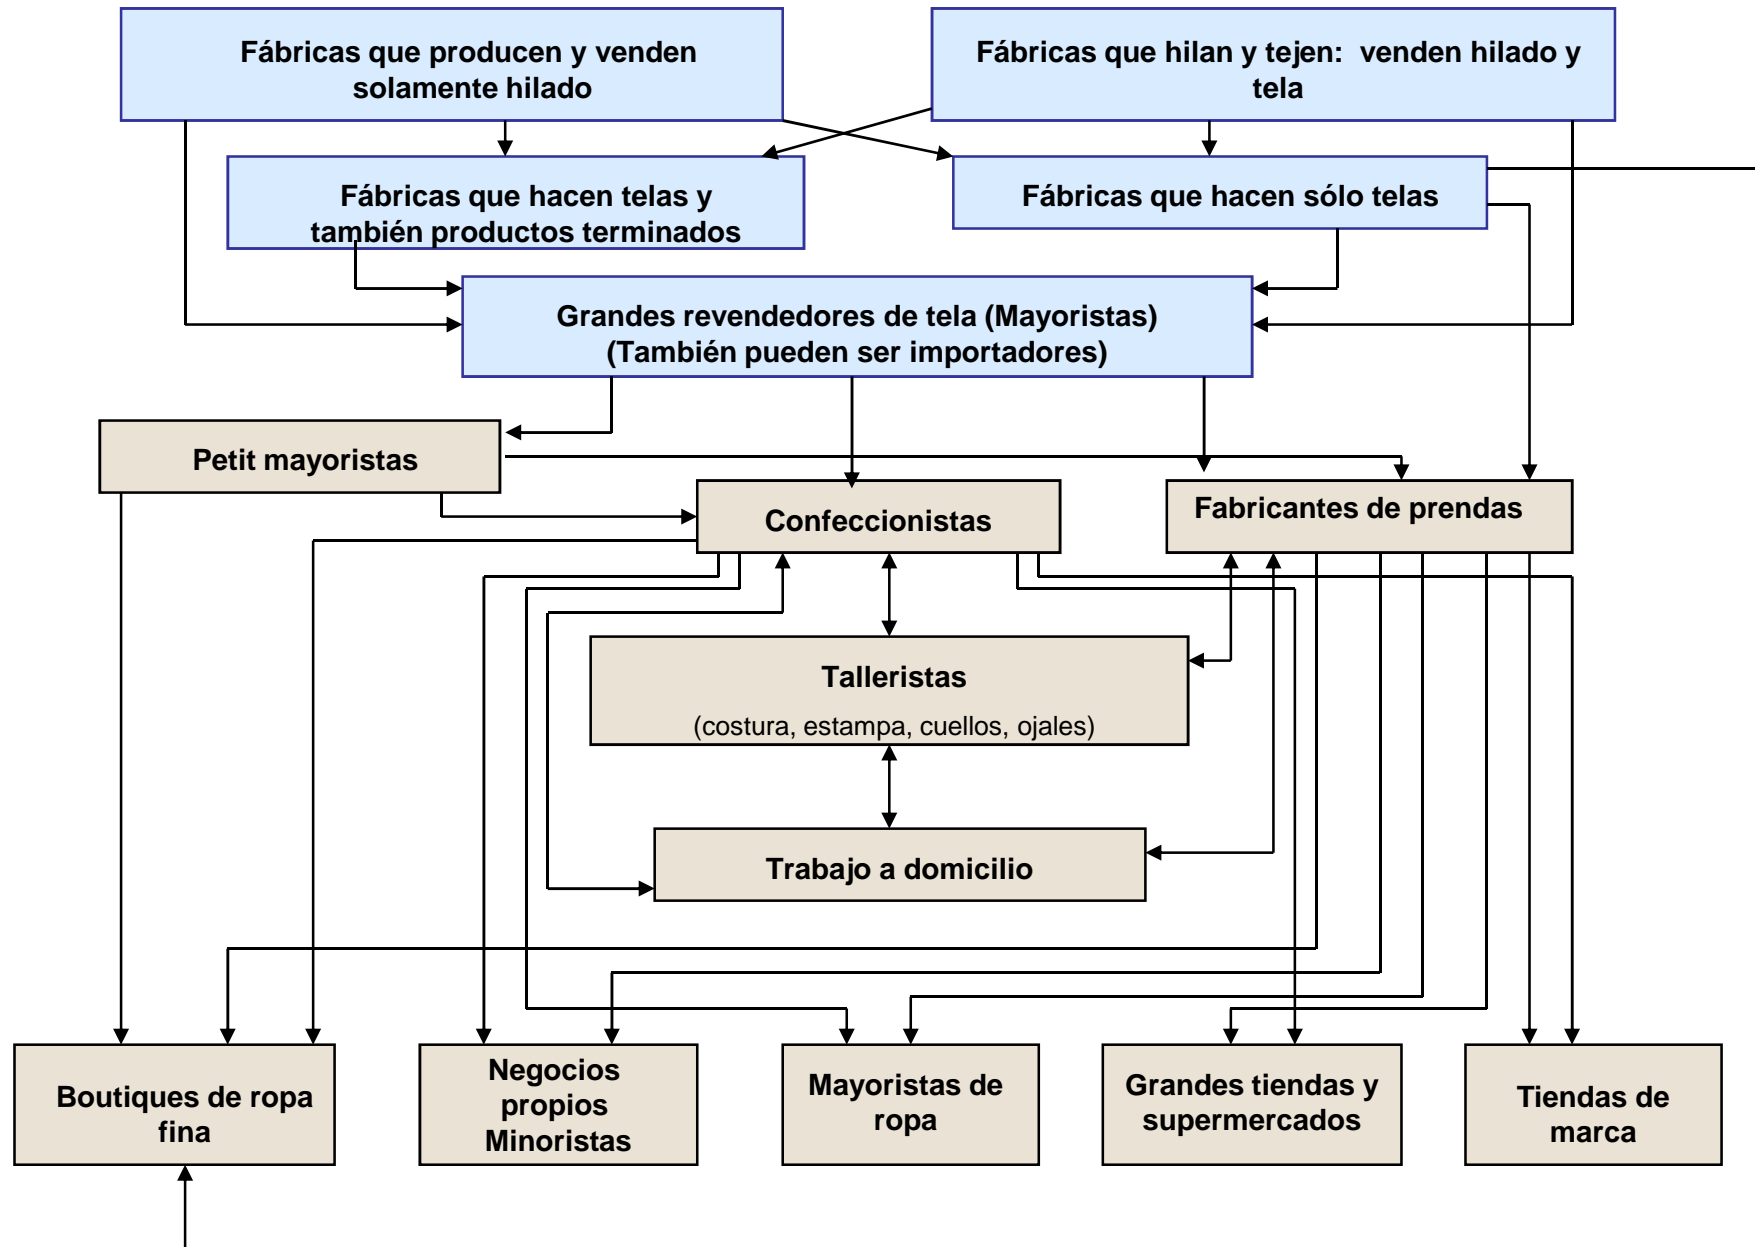 Fábricas que producen y venden
solamente hilado
Fábricas que hilan y tejen: venden hilado y
tela
Fábricas que hacen telas y
también productos terminados
Fábricas que hacen sólo telas
Grandes revendedores de tela (Mayoristas)
(También pueden ser importadores)
Petit mayoristas
Confeccionistas
Fabricantes de prendas
Talleristas
(costura, estampa, cuellos, ojales)
Trabajo a domicilio
Boutiques de ropa
fina
Negocios
propios
Minoristas
Mayoristas de
ropa
Grandes tiendas y
supermercados
Tiendas de
marca